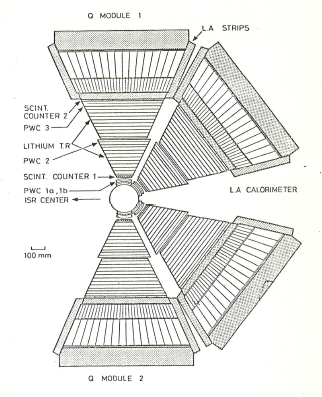 Q MODULE 1
L.A STRIPS
SCINT.
COUNTER 2
PWC 3
LITHIUM T.R
PWC 2
SCINT. COUNTER 1
PWC 1a, 1b
ISR CENTER
L.A CALORIMETER
100 mm
Q MODULE 2